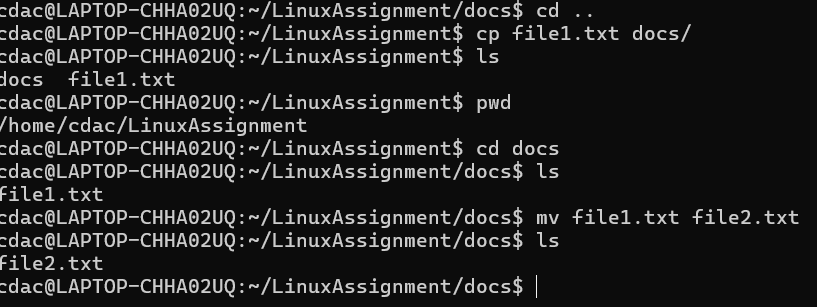 cdac@LAPTOP-CHHA02UQ:~/LinuxAssignment/docs$ cd ..
cdac@LAPTOP-CHHA02UQ:~/LinuxAssignment$ cp file1.txt docs/
cdac@LAPTOP-CHHA02UQ:~/LinuxAssignment$ ls
docs  file1.txt
cdac@LAPTOP-CHHA02UQ:~/LinuxAssignment$ pwd
/home/cdac/LinuxAssignment
cdac@LAPTOP-CHHA02UQ:~/LinuxAssignment$ cd docs
cdac@LAPTOP-CHHA02UQ:~/LinuxAssignment/docs$ ls
file1.txt
cdac@LAPTOP-CHHA02UQ:~/LinuxAssignment/docs$ mv file1.txt file2.txt
cdac@LAPTOP-CHHA02UQ:~/LinuxAssignment/docs$ ls
file2.txt
cdac@LAPTOP-CHHA02UQ:~/LinuxAssignment/docs$